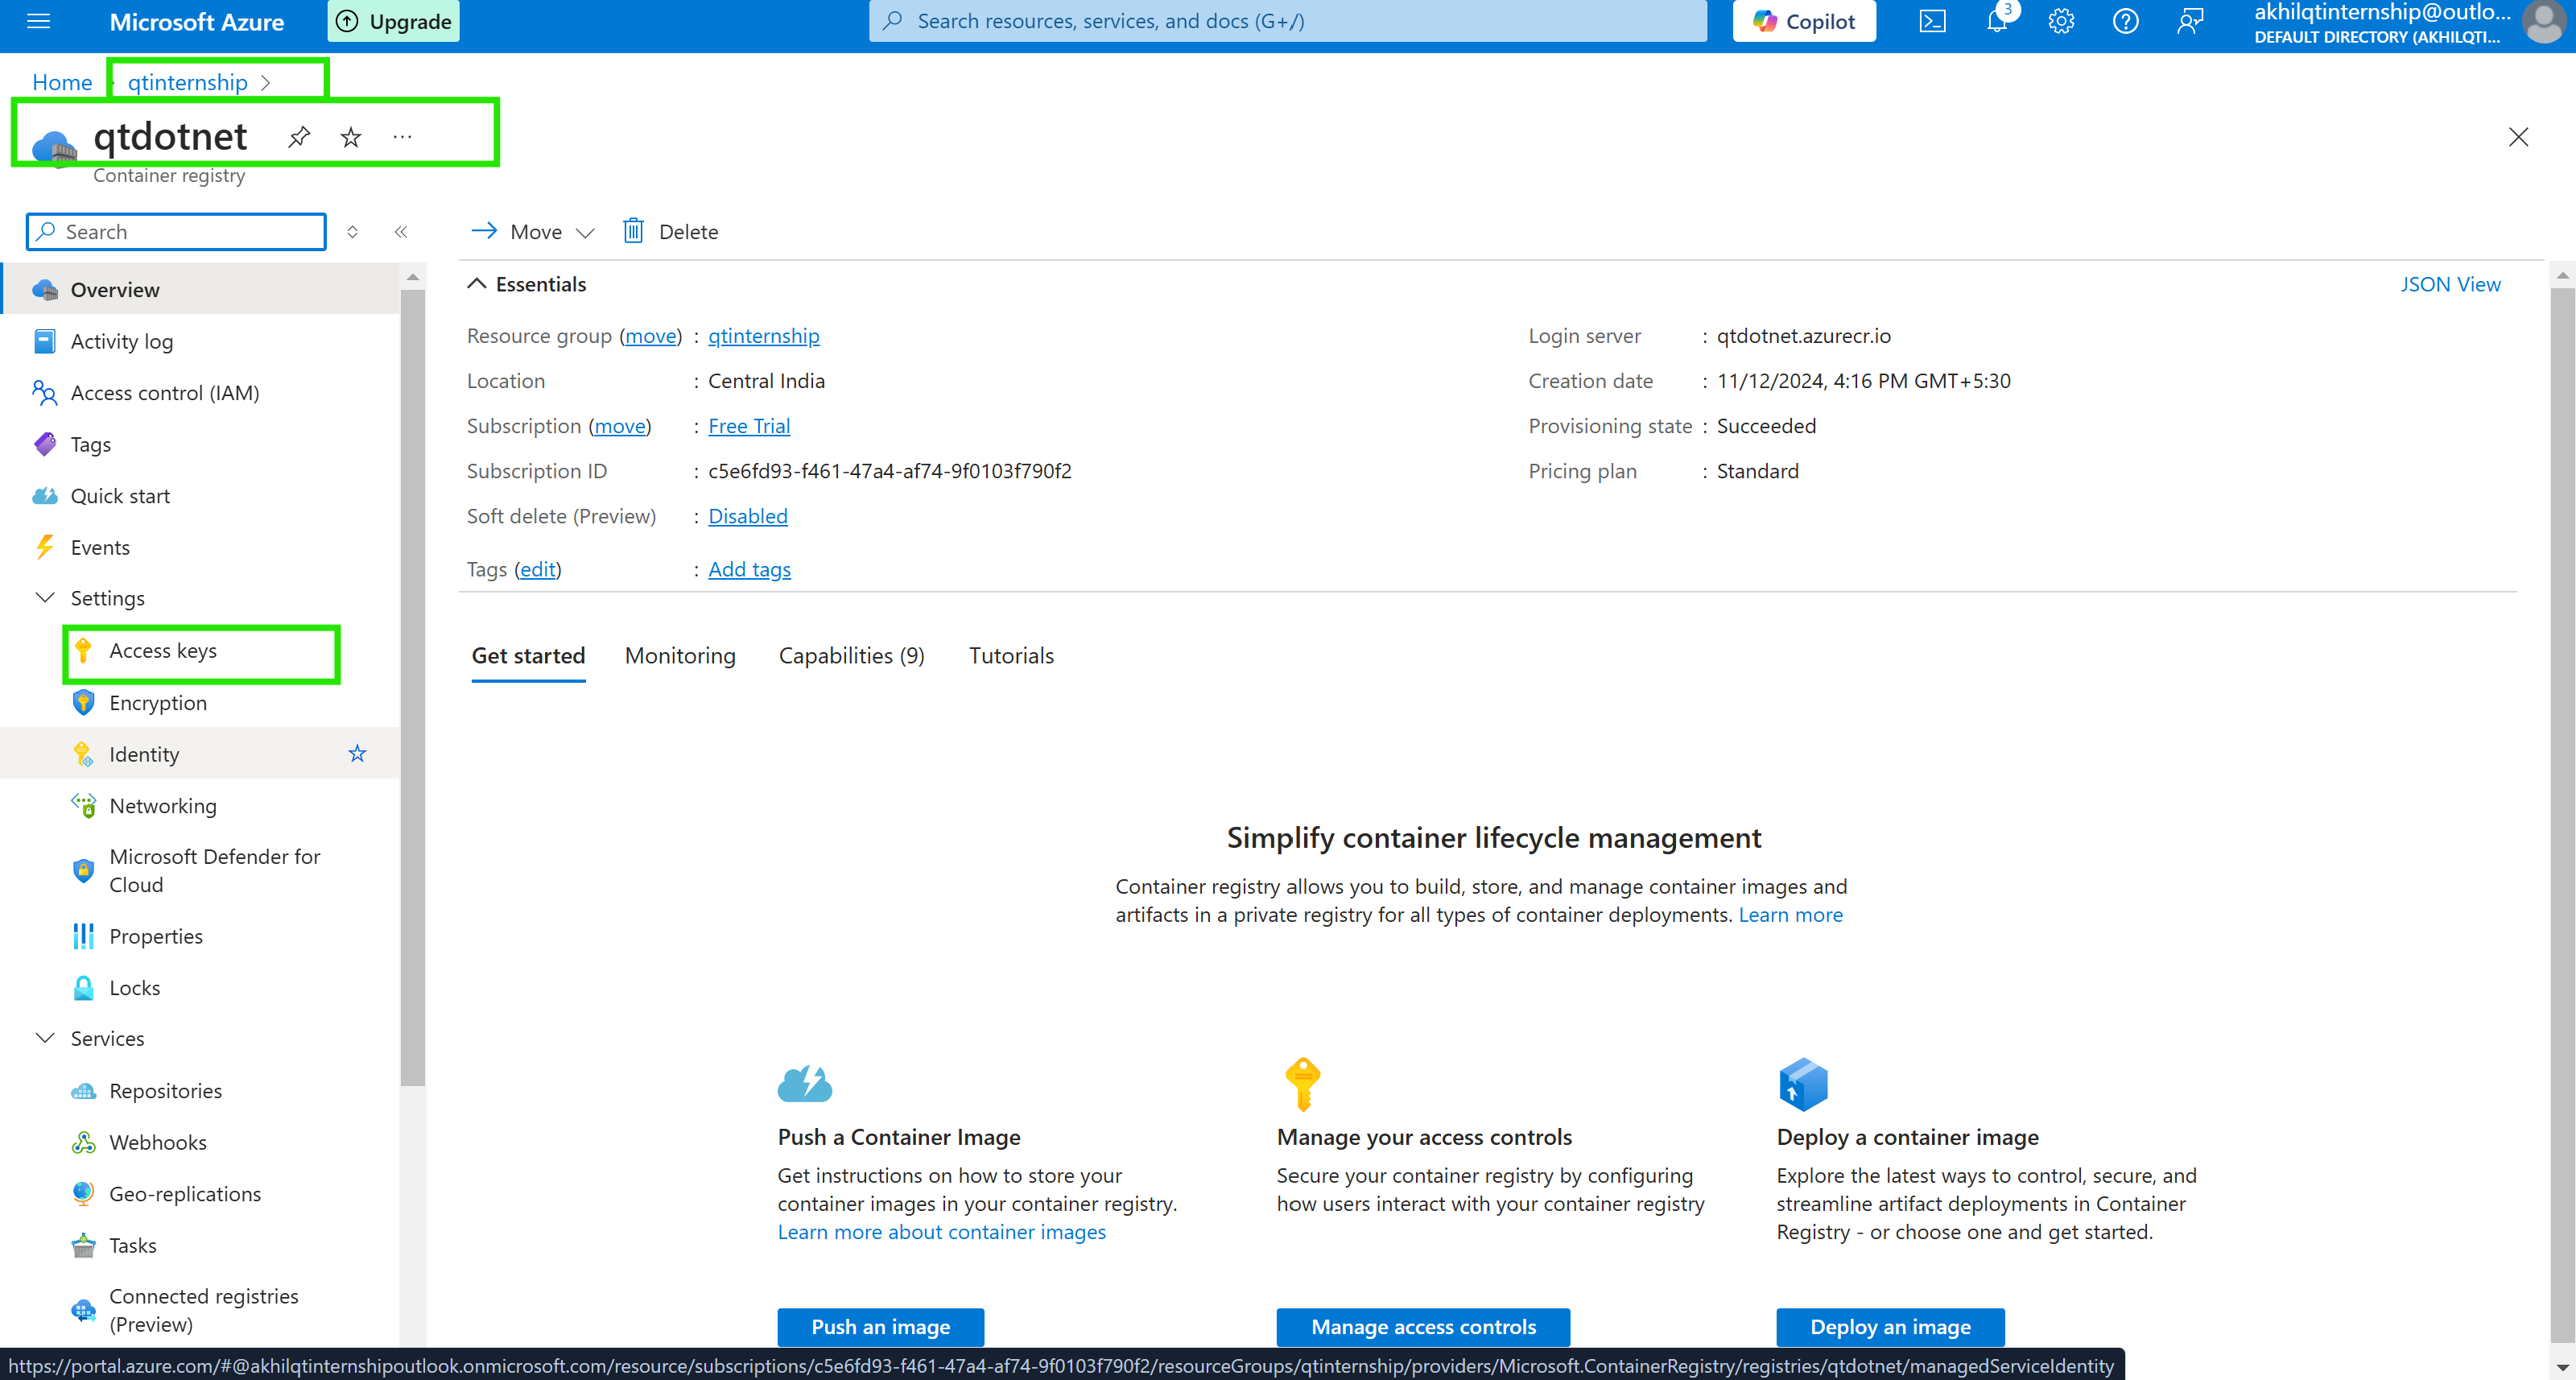 Microsoft Azure
Upgrade
Search resources, services, and docs (G+/)
Copilot
3
akhilqtinternship@outlo...
DEFAULT DIRECTORY (AKHILQTI...
Home
qtinternship >
qtdotnet
...
Container registry
Search
Move
Delete
Overview
Activity log
Access control (IAM)
Tags
Quick start
Events
Settings
Access keys
Encryption
Identity
Networking
Microsoft Defender for
Cloud
Properties
Locks
Services
Repositories
Webhooks
Geo-replications
Tasks
Connected registries
(Preview)
Essentials
JSON View
Resource group (move) : qtinternship
Location : Central India
Subscription (move) : Free Trial
Subscription ID : c5e6fd93-f461-47a4-af74-9f0103f790f2
Soft delete (Preview) : Disabled
Tags (edit) : Add tags
Login server : qtdotnet.azurecr.io
Creation date : 11/12/2024, 4:16 PM GMT+5:30
Provisioning state : Succeeded
Pricing plan : Standard
Get started
Monitoring
Capabilities (9)
Tutorials
Simplify container lifecycle management
Container registry allows you to build, store, and manage container images and
artifacts in a private registry for all types of container deployments. Learn more
Push a Container Image
Get instructions on how to store your
container images in your container registry.
Learn more about container images
Push an image
Manage your access controls
Secure your container registry by configuring
how users interact with your container registry
Manage access controls
Deploy a container image
Explore the latest ways to control, secure, and
streamline artifact deployments in Container
Registry - or choose one and get started.
Deploy an image
https://portal.azure.com/#@akhilqtinternshipoutlook.onmicrosoft.com/resource/subscriptions/c5e6fd93-f461-47a4-af74-9f0103f790f2/resourceGroups/qtinternship/providers/Microsoft.ContainerRegistry/registries/qtdotnet/managedServiceIdentity